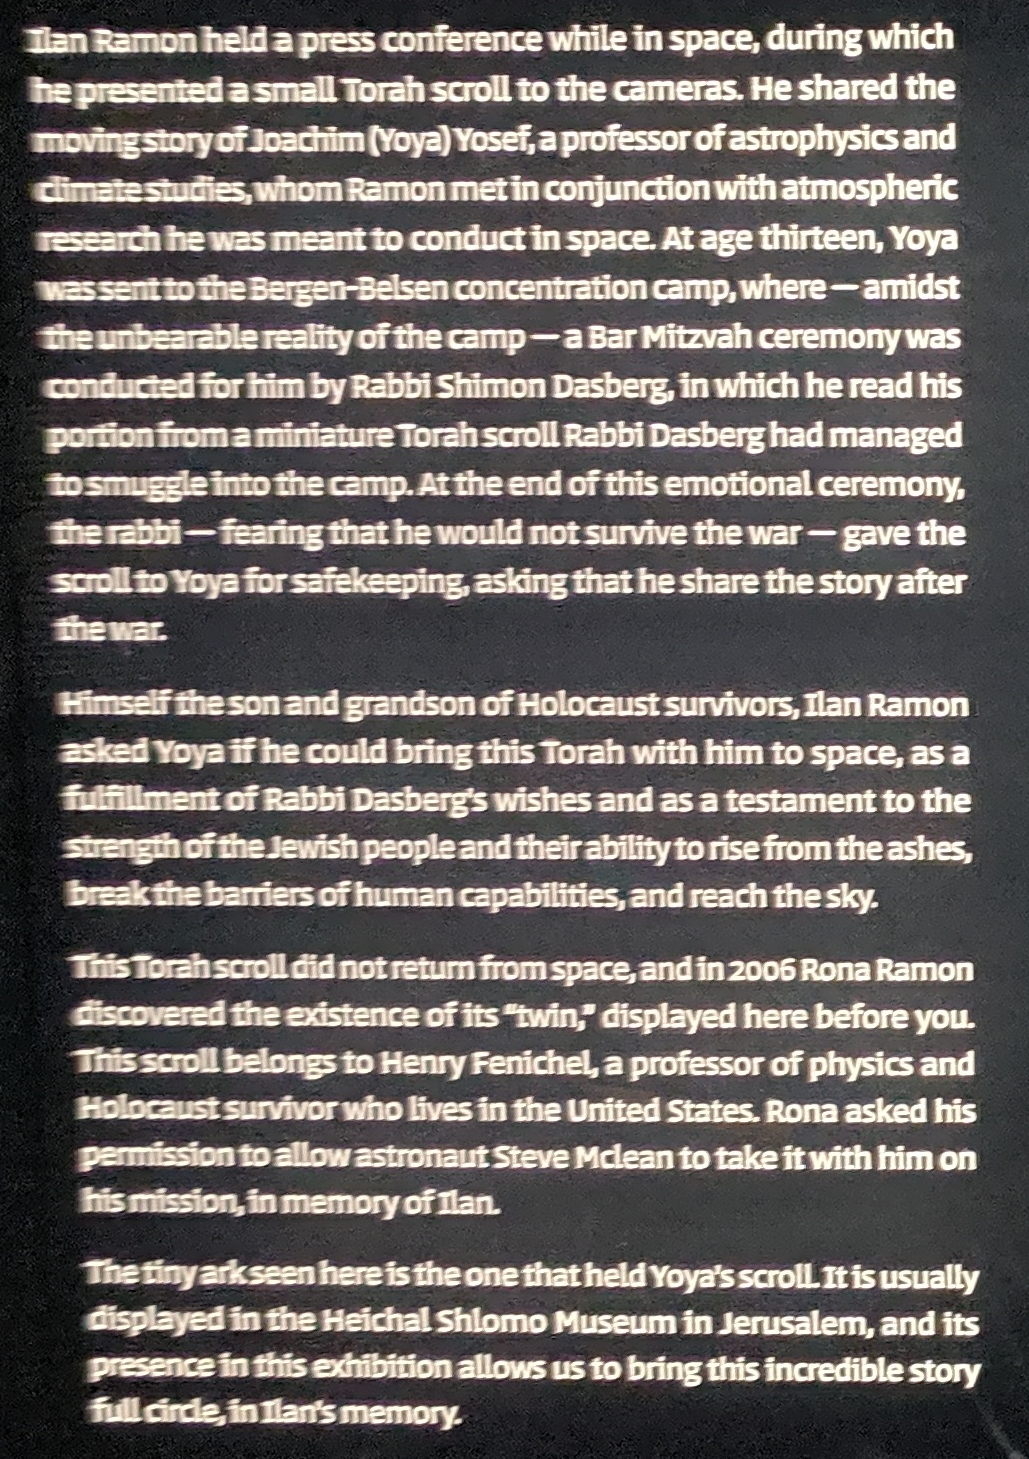 Ilan Ramon held a press conference while in space, during which
he presented a small Torah scroll to the cameras. He shared the
moving story of Joachim (Yoya) Yosef, a professor of astrophysics and
climate studies, whom Ramon met in conjunction with atmospheric
research he was meant to conduct in space. At age thirteen, Yoya
was sent to the Bergen-Belsen concentration camp, where — amidst
the unbearable reality of the camp — a Bar Mitzvah ceremony was
conducted for him by Rabbi Shimon Dasberg, in which he read his
portion from a miniature Torah scroll Rabbi Dasberg had managed
to smuggle into the camp. At the end of this emotional ceremony,
the rabbi — fearing that he would not survive the war — gave the
scroll to Yoya for safekeeping, asking that he share the story after
the war.
Himself the son and grandson of Holocaust survivors, Ilan Ramon
asked Yoya if he could bring this Torah with him to space, as a
fulfillment of Rabbi Dasberg's wishes and as a testament to the
strength of the Jewish people and their ability to rise from the ashes,
break the barriers of human capabilities, and reach the sky.
This Torah scroll did not return from space, and in 2006 Rona Ramon
discovered the existence of its "twin," displayed here before you.
This scroll belongs to Henry Fenichel, a professor of physics and
Holocaust survivor who lives in the United States. Rona asked his
permission to allow astronaut Steve Mclean to take it with him on
his mission, in memory of Ilan.
The tiny ark seen here is the one that held Yoya's scroll. It is usually
displayed in the Heichal Shlomo Museum in Jerusalem, and its
presence in this exhibition allows us to bring this incredible story
full circle, in Ilan's memory.